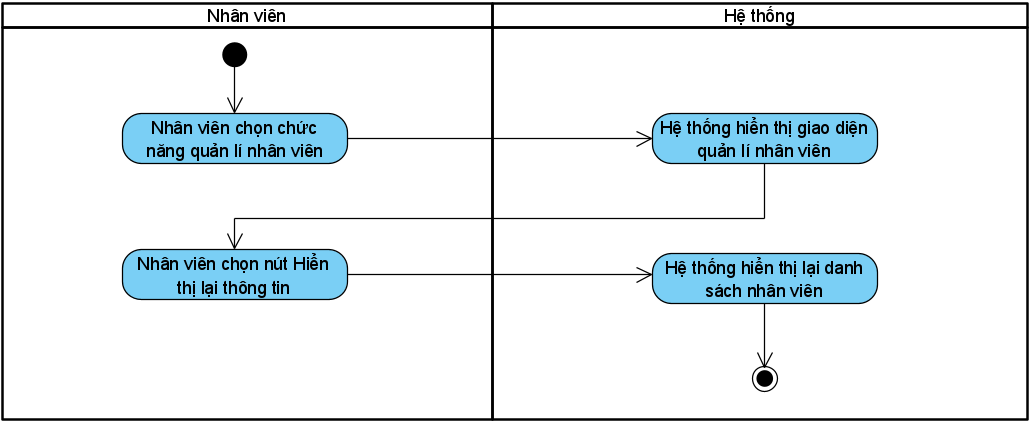 Nhân viên
Hệ thống
Nhân viên chọn chức
năng quản lí nhân viên
Hệ thống hiển thị giao diện
quản lí nhân viên
Nhân viên chọn nút Hiển
thị lại thông tin
Hệ thống hiển thị lại danh
sách nhân viên